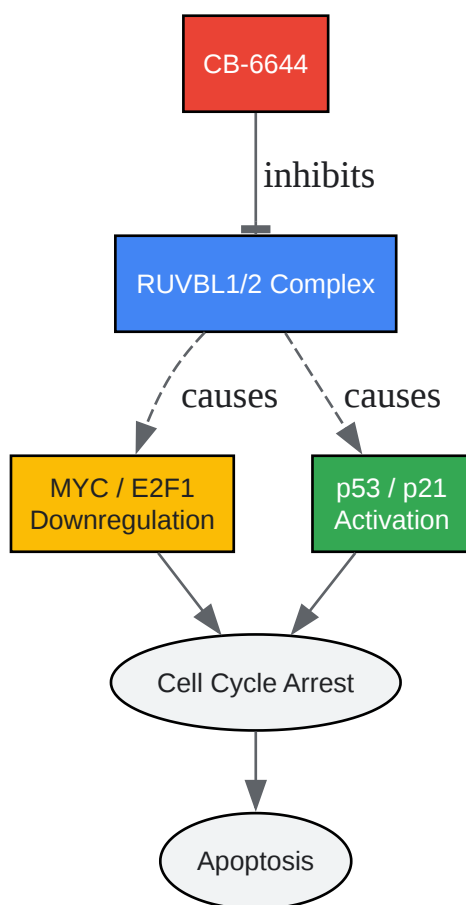 CB-6644
inhibits
RUVBL1/2 Complex
causes
causes
MYC / E2F1
Downregulation
p53 / p21
Activation
Cell Cycle Arrest
Apoptosis